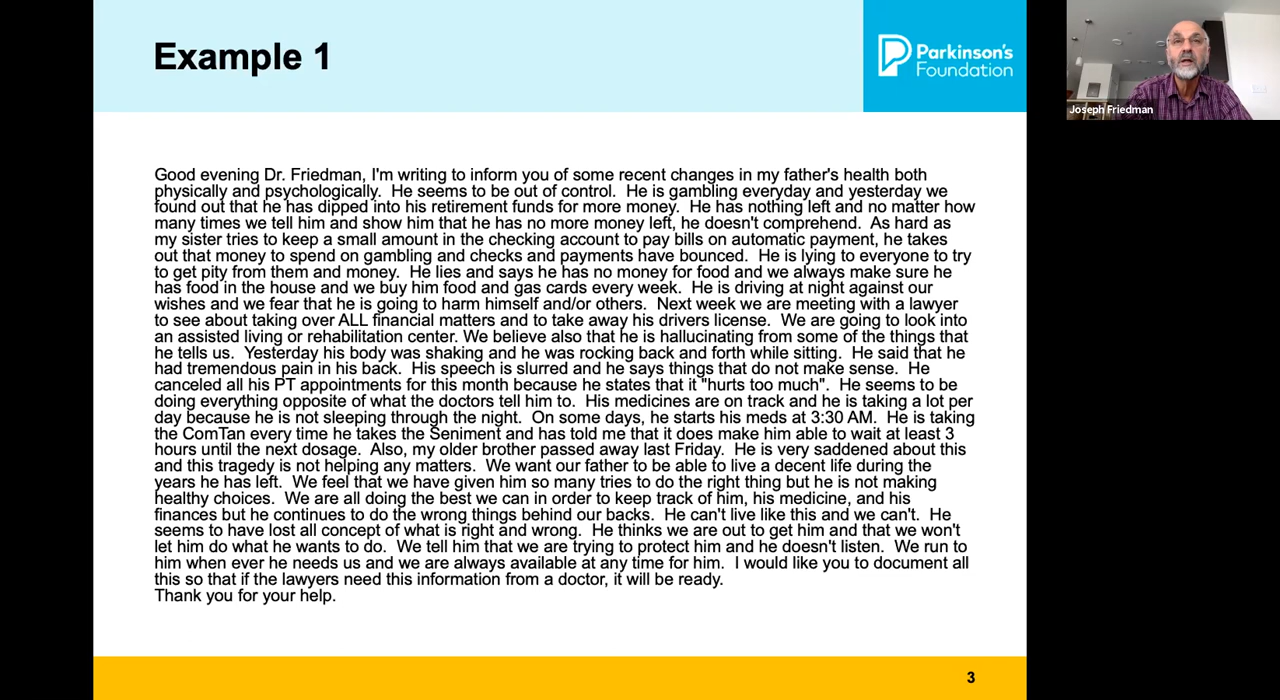 Example 1
Parkinson's
Foundation
Joseph Friedman
Good evening Dr. Friedman, I'm writing to inform you of some recent changes in my father's health both
physically and psychologically.  He seems to be out of control.  He is gambling everyday and yesterday we
found out that he has dipped into his retirement funds for more money.  He has nothing left and no matter how
many times we tell him and show him that he has no more money left, he doesn't comprehend.  As hard as
my sister tries to keep a small amount in the checking account to pay bills on automatic payment, he takes
out that money to spend on gambling and checks and payments have bounced.  He is lying to everyone to try
to get pity from them and money.  He lies and says he has no money for food and we always make sure he
has food in the house and we buy him food and gas cards every week.  He is driving at night against our
wishes and we fear that he is going to harm himself and/or others.  Next week we are meeting with a lawyer
to see about taking over ALL financial matters and to take away his drivers license.  We are going to look into
an assisted living or rehabilitation center. We believe also that he is hallucinating from some of the things that
he tells us.  Yesterday his body was shaking and he was rocking back and forth while sitting.  He said that he
had tremendous pain in his back.  His speech is slurred and he says things that do not make sense.  He
canceled all his PT appointments for this month because he states that it "hurts too much".  He seems to be
doing everything opposite of what the doctors tell him to.  His medicines are on track and he is taking a lot per
day because he is not sleeping through the night.  On some days, he starts his meds at 3:30 AM.  He is taking
the ComTan every time he takes the Seniment and has told me that it does make him able to wait at least 3
hours until the next dosage.  Also, my older brother passed away last Friday.  He is very saddened about this
and this tragedy is not helping any matters.  We want our father to be able to live a decent life during the
years he has left.  We feel that we have given him so many tries to do the right thing but he is not making
healthy choices.  We are all doing the best we can in order to keep track of him, his medicine, and his
finances but he continues to do the wrong things behind our backs.  He can't live like this and we can't.  He
seems to have lost all concept of what is right and wrong.  He thinks we are out to get him and that we won't
let him do what he wants to do.  We tell him that we are trying to protect him and he doesn't listen.  We run to
him when ever he needs us and we are always available at any time for him.  I would like you to document all
this so that if the lawyers need this information from a doctor, it will be ready.
Thank you for your help.
3